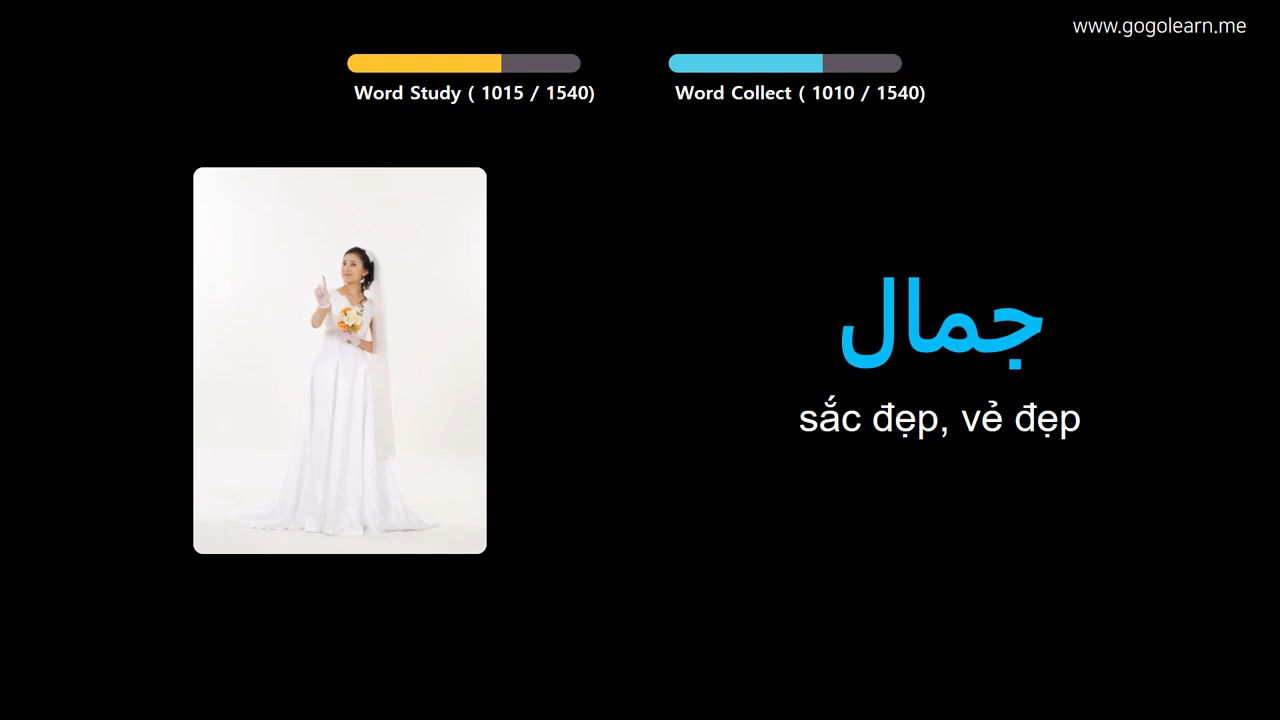 www.gogolearn.me
Word Study ( 1015 / 1540)
Word Collect ( 1010 / 1540)
جمال
sắc đẹp, vẻ đẹp